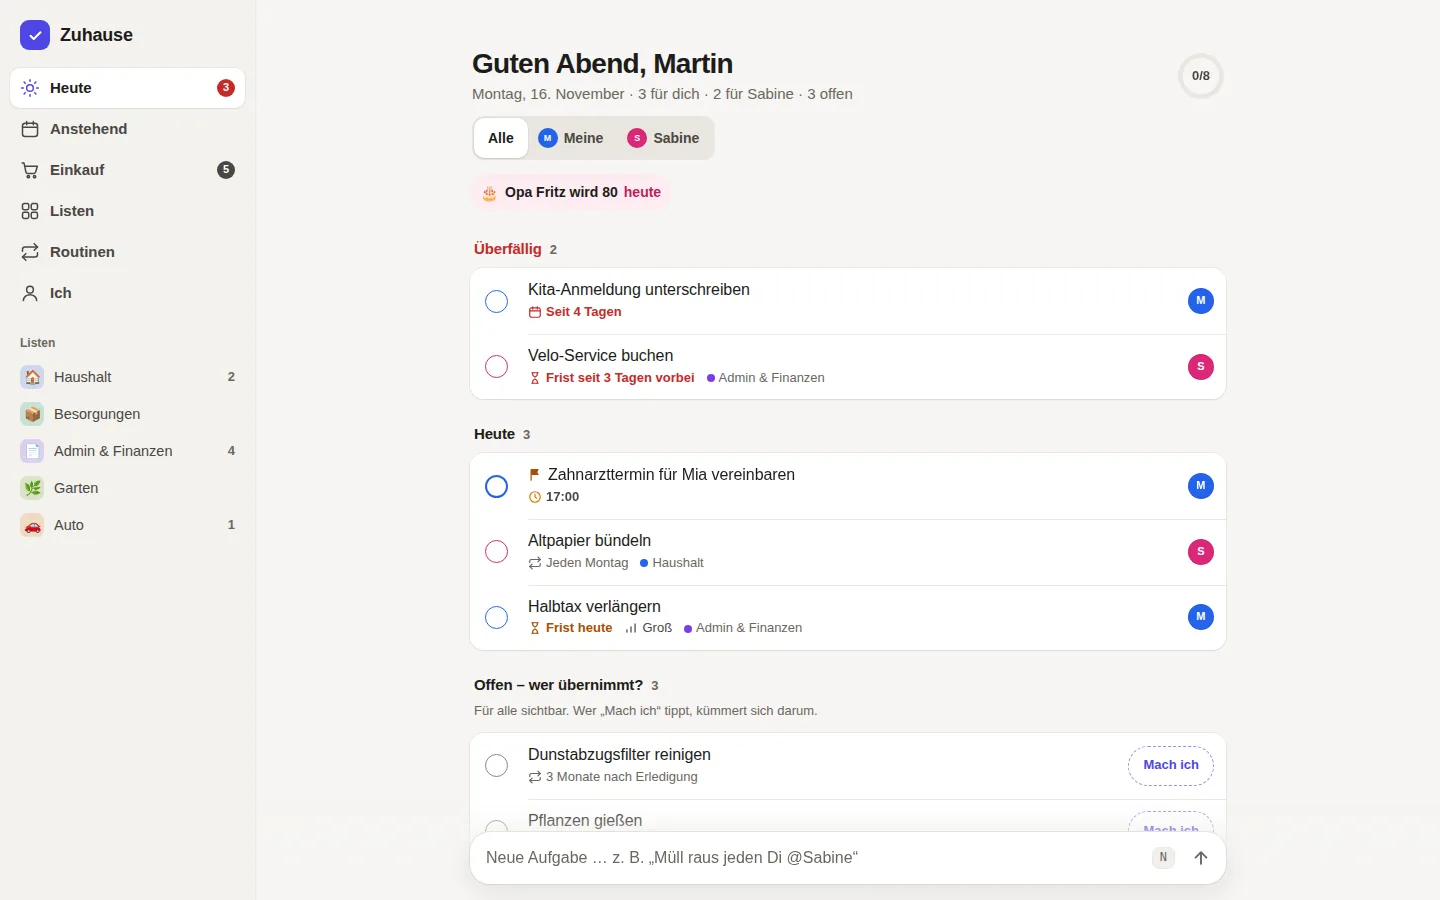 Zuhause
Heute 3
Anstehend
Einkauf 5
Listen
Routinen
Ich
Listen
Haushalt 2
Besorgungen
Admin & Finanzen 4
Garten
Auto 1
Guten Abend, Martin
Montag, 16. November · 3 für dich · 2 für Sabine · 3 offen
0/8
Alle M Meine S Sabine
Opa Fritz wird 80 heute
Überfällig 2
Kita-Anmeldung unterschreiben
Seit 4 Tagen
M
Velo-Service buchen
Frist seit 3 Tagen vorbei Admin & Finanzen
S
Heute 3
Zahnarzttermin für Mia vereinbaren
17:00
M
Altpapier bündeln
Jeden Montag Haushalt
S
Halbtax verlängern
Frist heute Groß Admin & Finanzen
M
Offen – wer übernimmt? 3
Für alle sichtbar. Wer „Mach ich“ tippt, kümmert sich darum.
Dunstabzugsfilter reinigen
3 Monate nach Erledigung
Mach ich
Pflanzen gießen
Mach ich
Neue Aufgabe … z. B. „Müll raus jeden Di @Sabine“
N